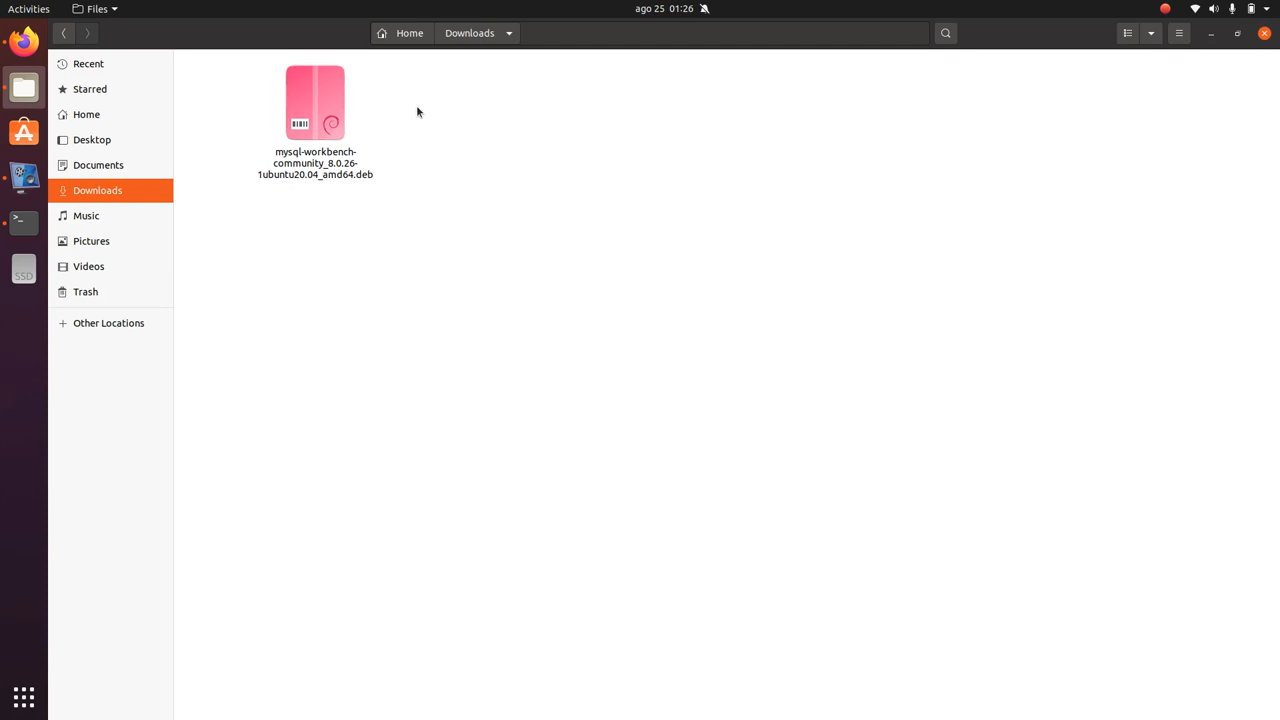 Activities
Files
ago 25 01:26
Home
Downloads
Recent
Starred
Home
Desktop
Documents
Downloads
Music
Pictures
Videos
Trash
Other Locations
mysql-workbench-
community_8.0.26-
1ubuntu20.04_amd64.deb
>_
SSD